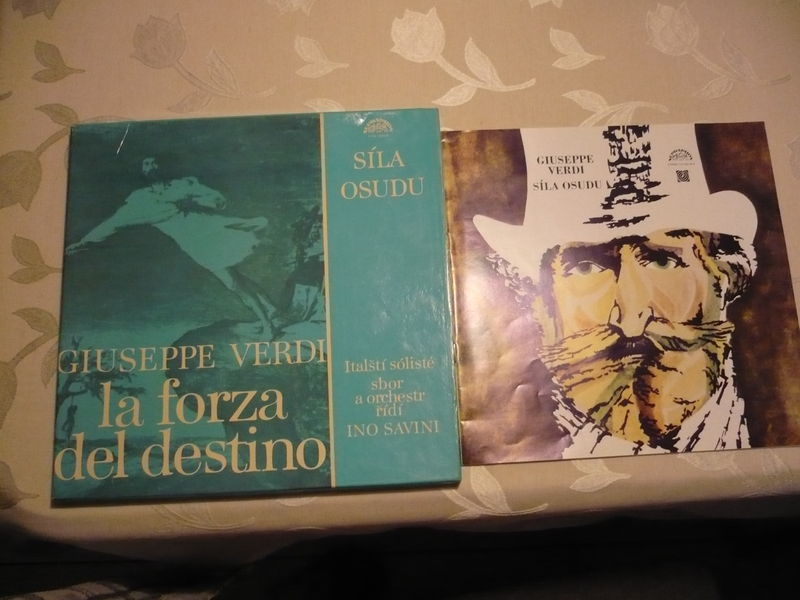 GIUSEPPE VERDI
la forza
del destino
SÍLA
OSUDU
Italští sólisté
sbor
a orchestr
řídí
INO SAVINI
GIUSEPPE
VERDI
SÍLA OSUDU